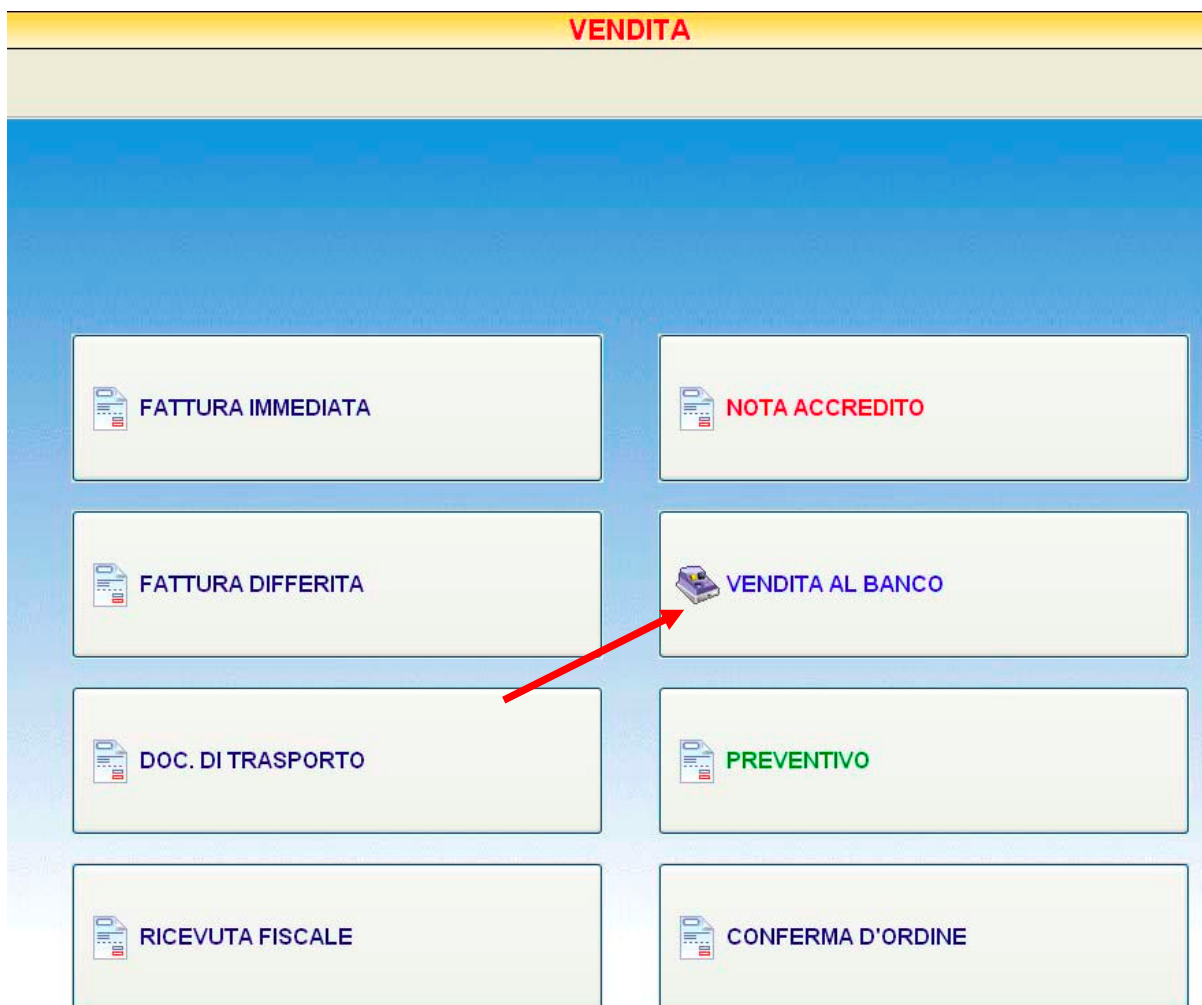 VENDITA
FATTURA IMMEDIATA
NOTA ACCREDITO
FATTURA DIFFERITA
VENDITA AL BANCO
DOC. DI TRASPORTO
PREVENTIVO
RICEVUTA FISCALE
CONFERMA D'ORDINE